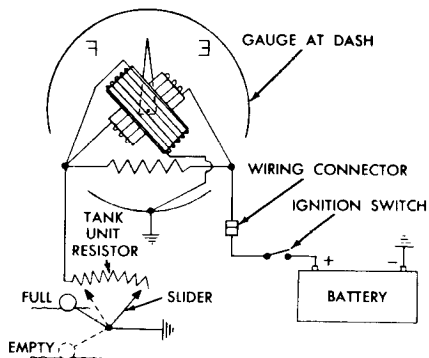 F E
GAUGE AT DASH
WIRING CONNECTOR
IGNITION SWITCH
TANK
UNIT
RESISTOR
FULL
SLIDER
+ -
BATTERY
EMPTY